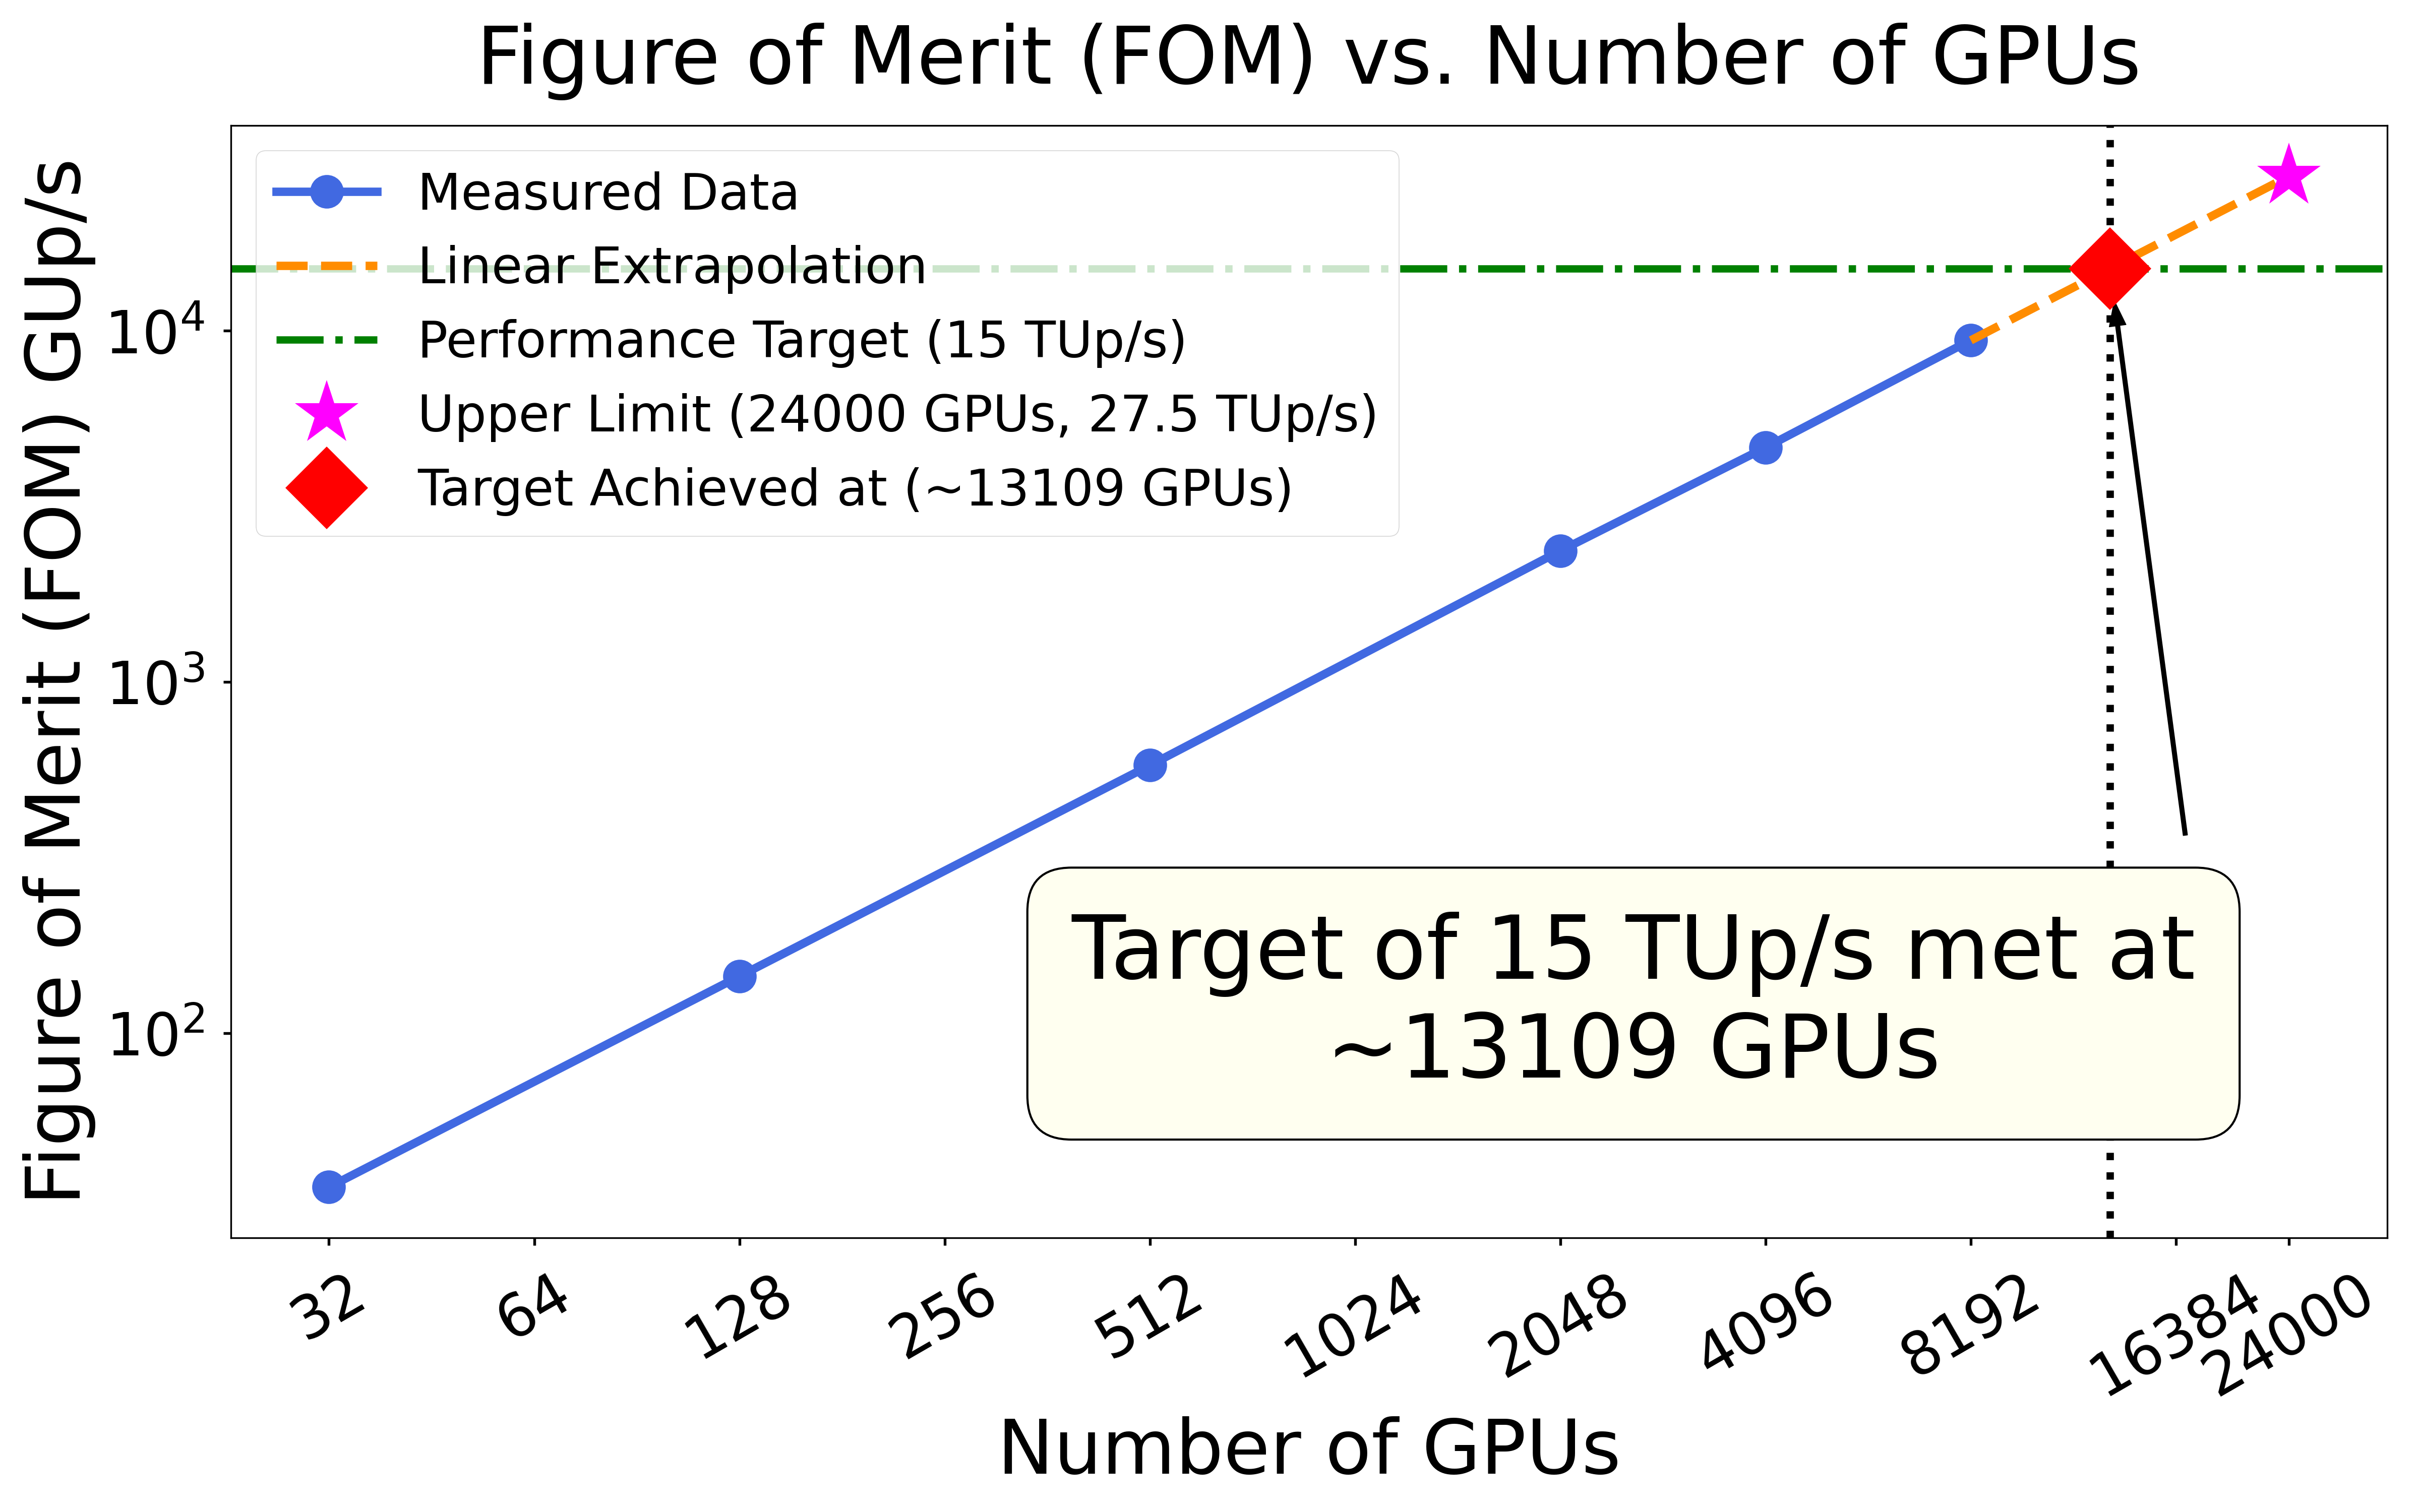 Figure of Merit (FOM) vs. Number of GPUs
Figure of Merit (FOM) GUp/s
10⁴
10³
10²
Measured Data
Linear Extrapolation
Performance Target (15 TUp/s)
Upper Limit (24000 GPUs, 27.5 TUp/s)
Target Achieved at (~13109 GPUs)
Target of 15 TUp/s met at
~13109 GPUs
32
64
128
256
512
1024
2048
4096
8192
16384
24000
Number of GPUs